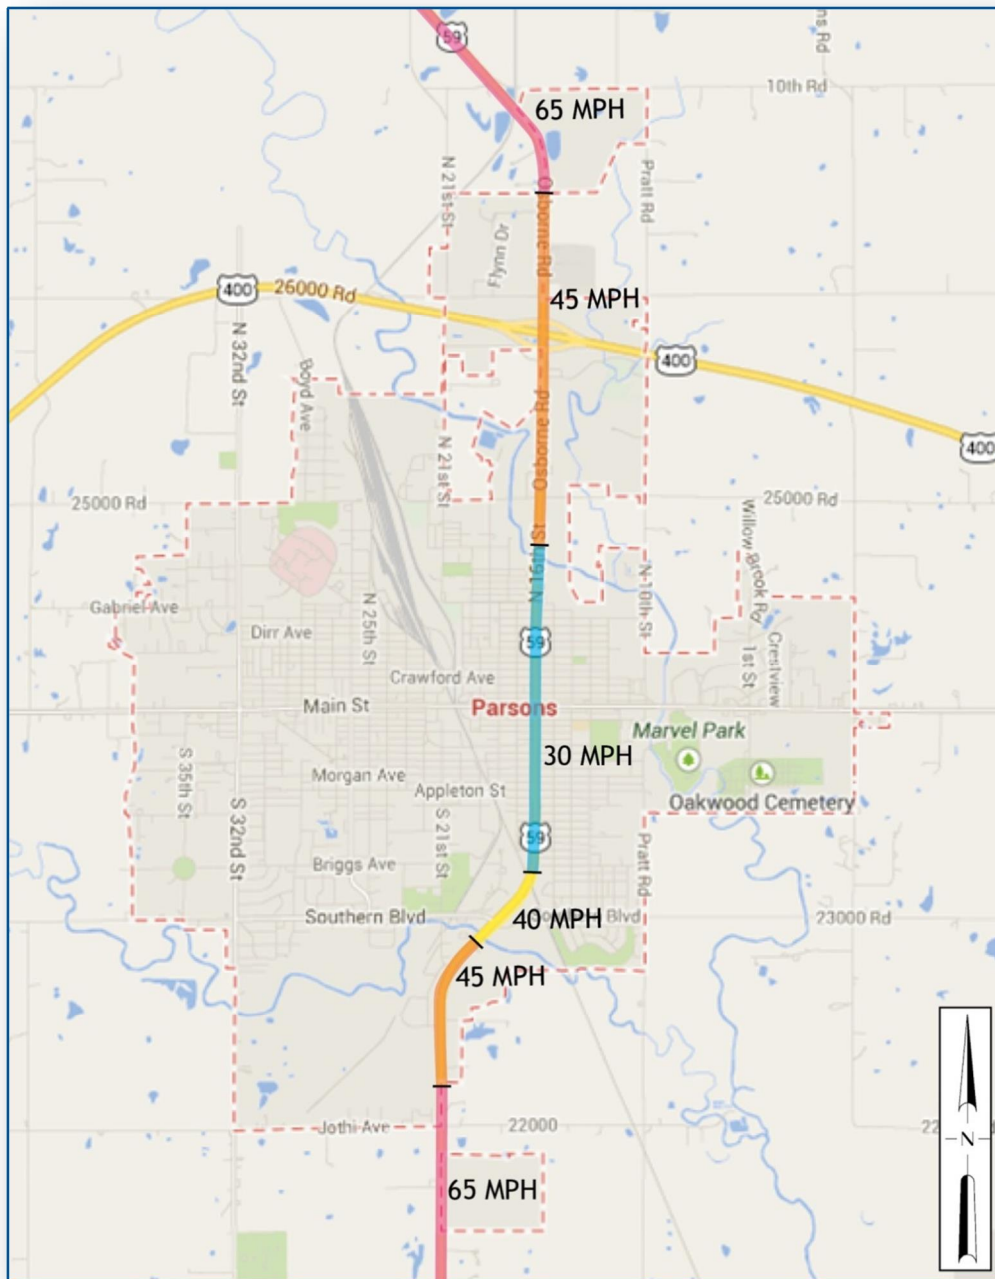 59
ns Rd
10th Rd
65 MPH
N 21st St
Pratt Rd
Osborne Rd
Flynn Dr
400
26000 Rd
45 MPH
N 32nd St
400
Boyd Ave
Osborne Rd
400
N 21st St
25000 Rd
25000 Rd
Willow Brook Rd
N 16th St
Gabriel Ave
N 25th St
N 10th St
Dirr Ave
59
1st St
Crestview
Crawford Ave
Main St
Parsons
Marvel Park
30 MPH
S 35th St
Morgan Ave
Appleton St
Oakwood Cemetery
S 32nd St
S 21st St
59
Briggs Ave
Pratt Rd
Southern Blvd
40 MPH
Blvd
23000 Rd
45 MPH
Jothi Ave
22000
22
N
65 MPH